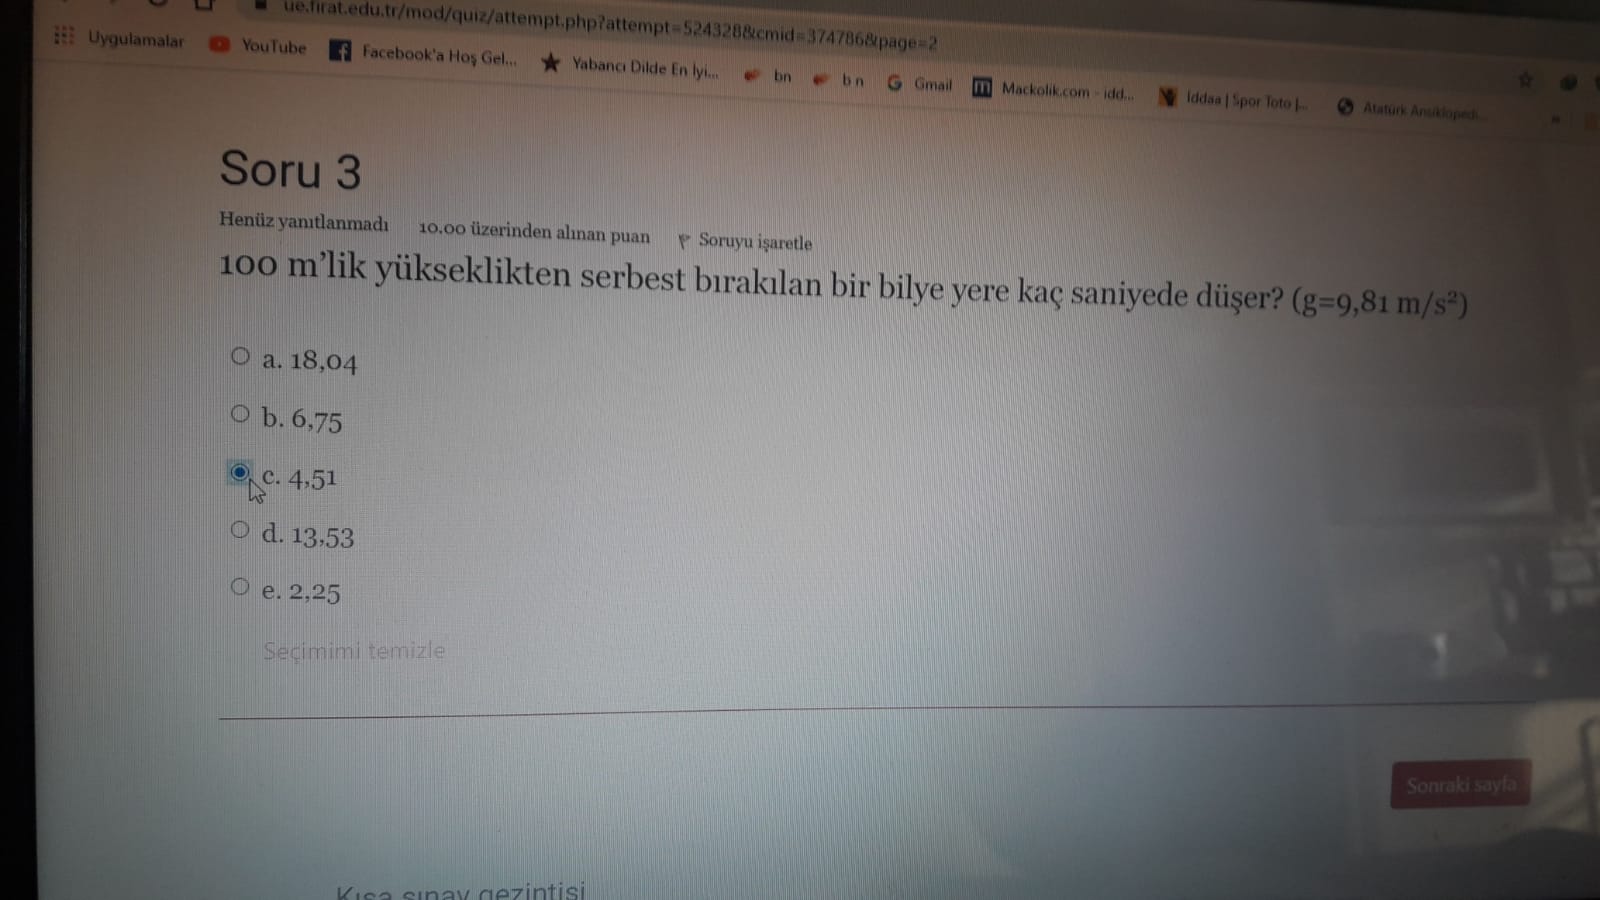 ue.firat.edu.tr/mod/quiz/attempt.php?attempt=524328&cmid=374786&page=2
Uygulamalar YouTube Facebook'a Hoş Gel... Yabancı Dilde En İyi... bn b n Gmail Mackolik.com - idd... İddaa | Spor Toto |... Atatürk Ansiklopedi...
Soru 3
Henüz yanıtlanmadı 10.00 üzerinden alınan puan Soruyu işaretle
100 m'lik yükseklikten serbest bırakılan bir bilye yere kaç saniyede düşer? (g=9,81 m/s²)
a. 18,04
b. 6,75
c. 4,51
d. 13,53
e. 2,25
Seçimimi temizle
Sonraki sayfa
Kısa sınav gezintisi